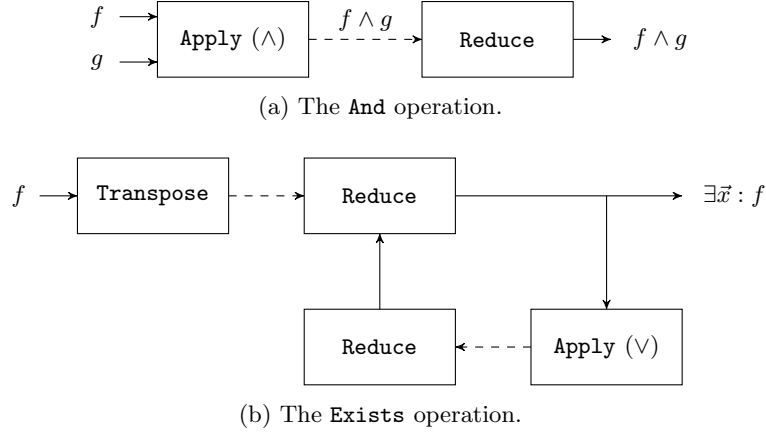 f
g
Apply (∧)
f ∧ g
Reduce
f ∧ g
(a) The And operation.
f
Transpose
Reduce
∃x⃗ : f
Reduce
Apply (∨)
(b) The Exists operation.